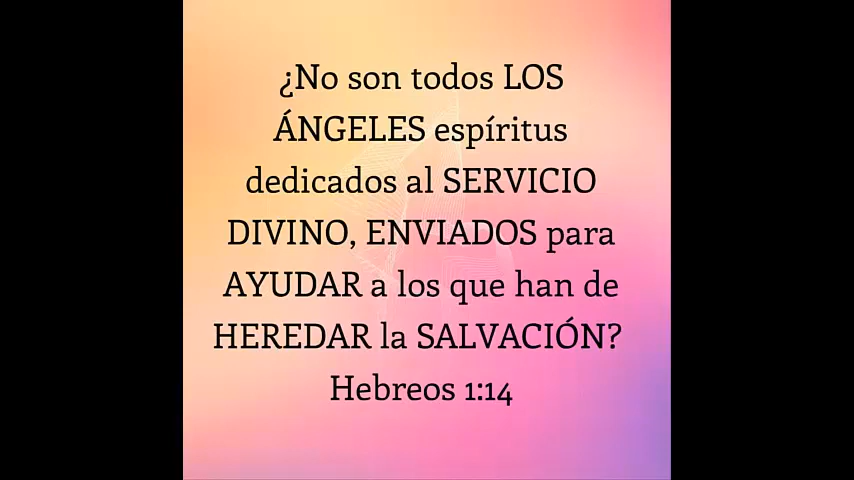 ¿No son todos LOS
ÁNGELES espíritus
dedicados al SERVICIO
DIVINO, ENVIADOS para
AYUDAR a los que han de
HEREDAR la SALVACIÓN?
Hebreos 1:14